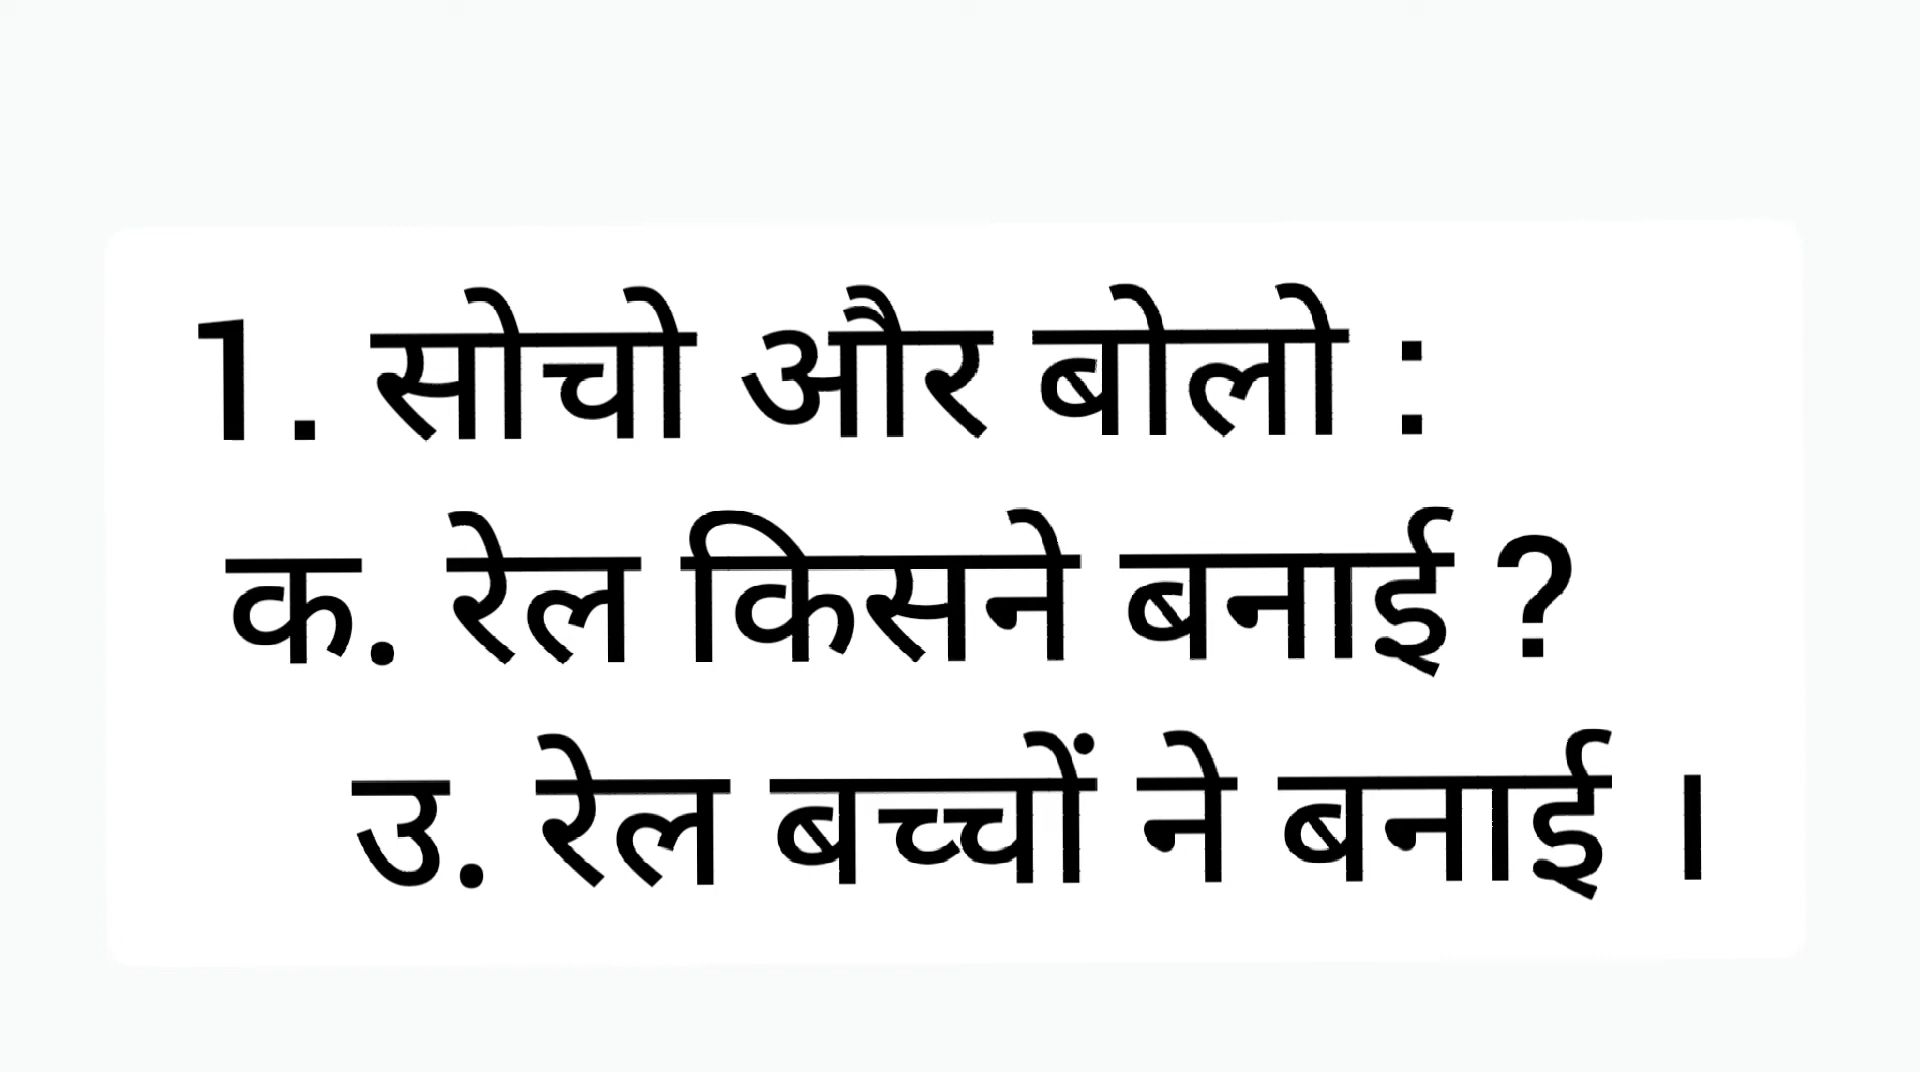 1. सोचो और बोलो :
क. रेल किसने बनाई ?
उ. रेल बच्चों ने बनाई ।